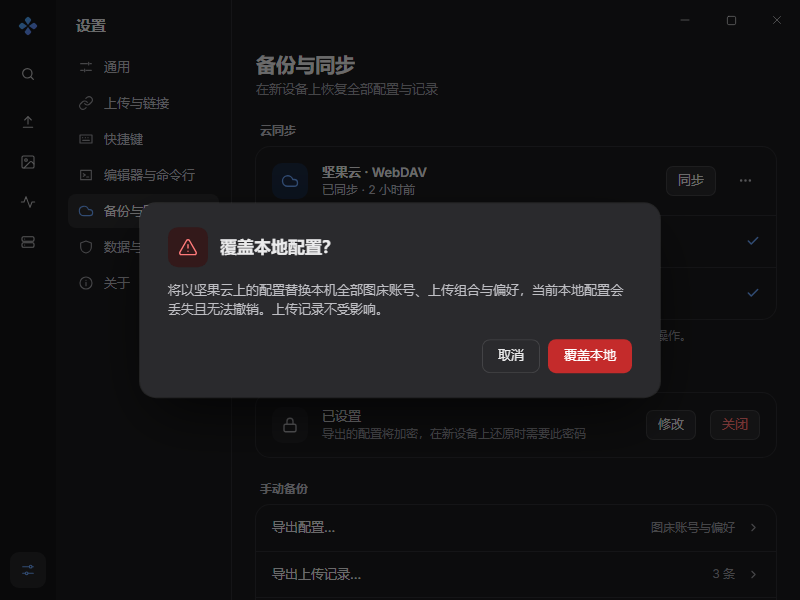 设置
通用
上传与链接
快捷键
编辑器与命令行
备份与
数据与
关于
备份与同步
在新设备上恢复全部配置与记录
云同步
坚果云 · WebDAV
已同步 · 2 小时前
同步
覆盖本地配置?
将以坚果云上的配置替换本机全部图床账号、上传组合与偏好，当前本地配置会
丢失且无法撤销。上传记录不受影响。
取消
覆盖本地
操作。
已设置
导出的配置将加密，在新设备上还原时需要此密码
修改
关闭
手动备份
导出配置...
图床账号与偏好
导出上传记录...
3 条